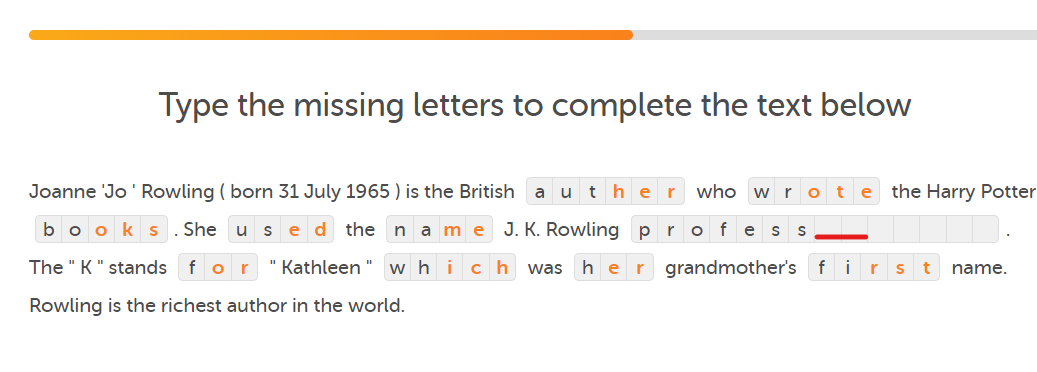 Type the missing letters to complete the text below
Joanne 'Jo ' Rowling ( born 31 July 1965 ) is the British auther who wrote the Harry Potter
books . She used the name J. K. Rowling profess .
The " K " stands for " Kathleen " which was her grandmother's first name.
Rowling is the richest author in the world.